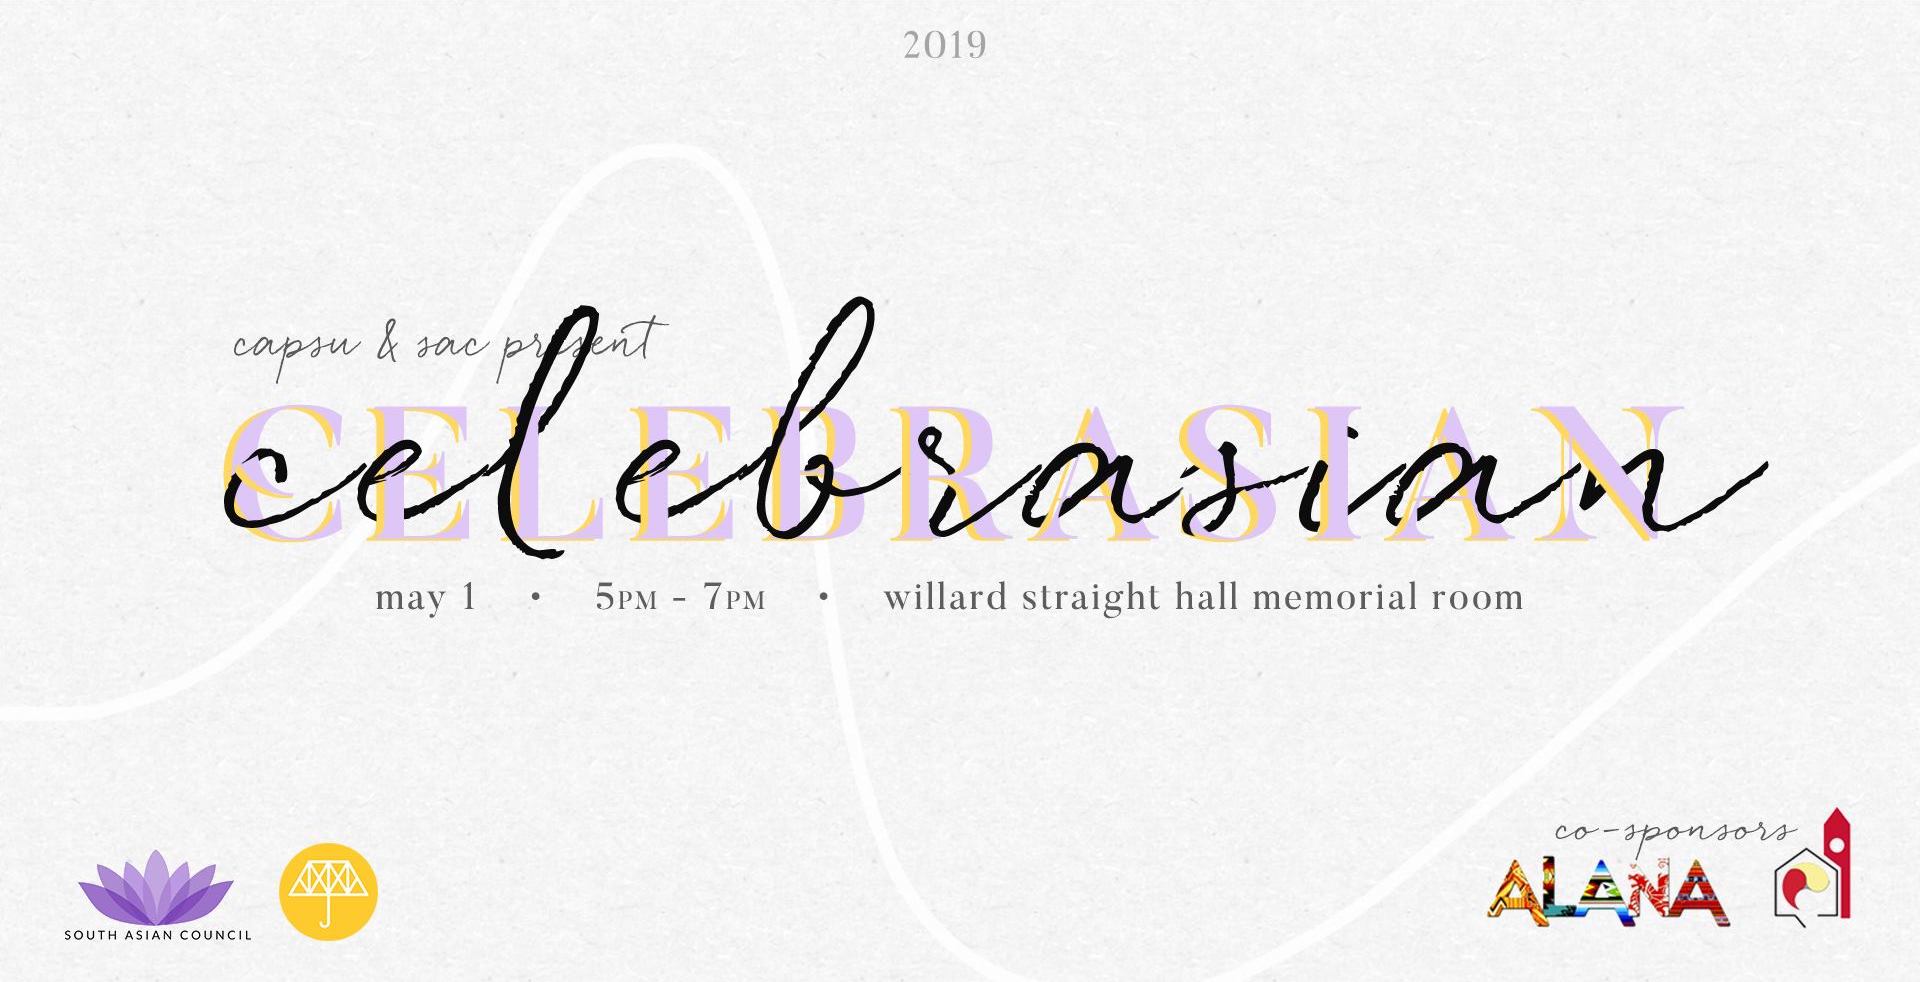 2019
capsu & sac present
CELEBRASIAN
celebrasian
may 1 • 5PM - 7PM • willard straight hall memorial room
co-sponsors
ALANA
SOUTH ASIAN COUNCIL